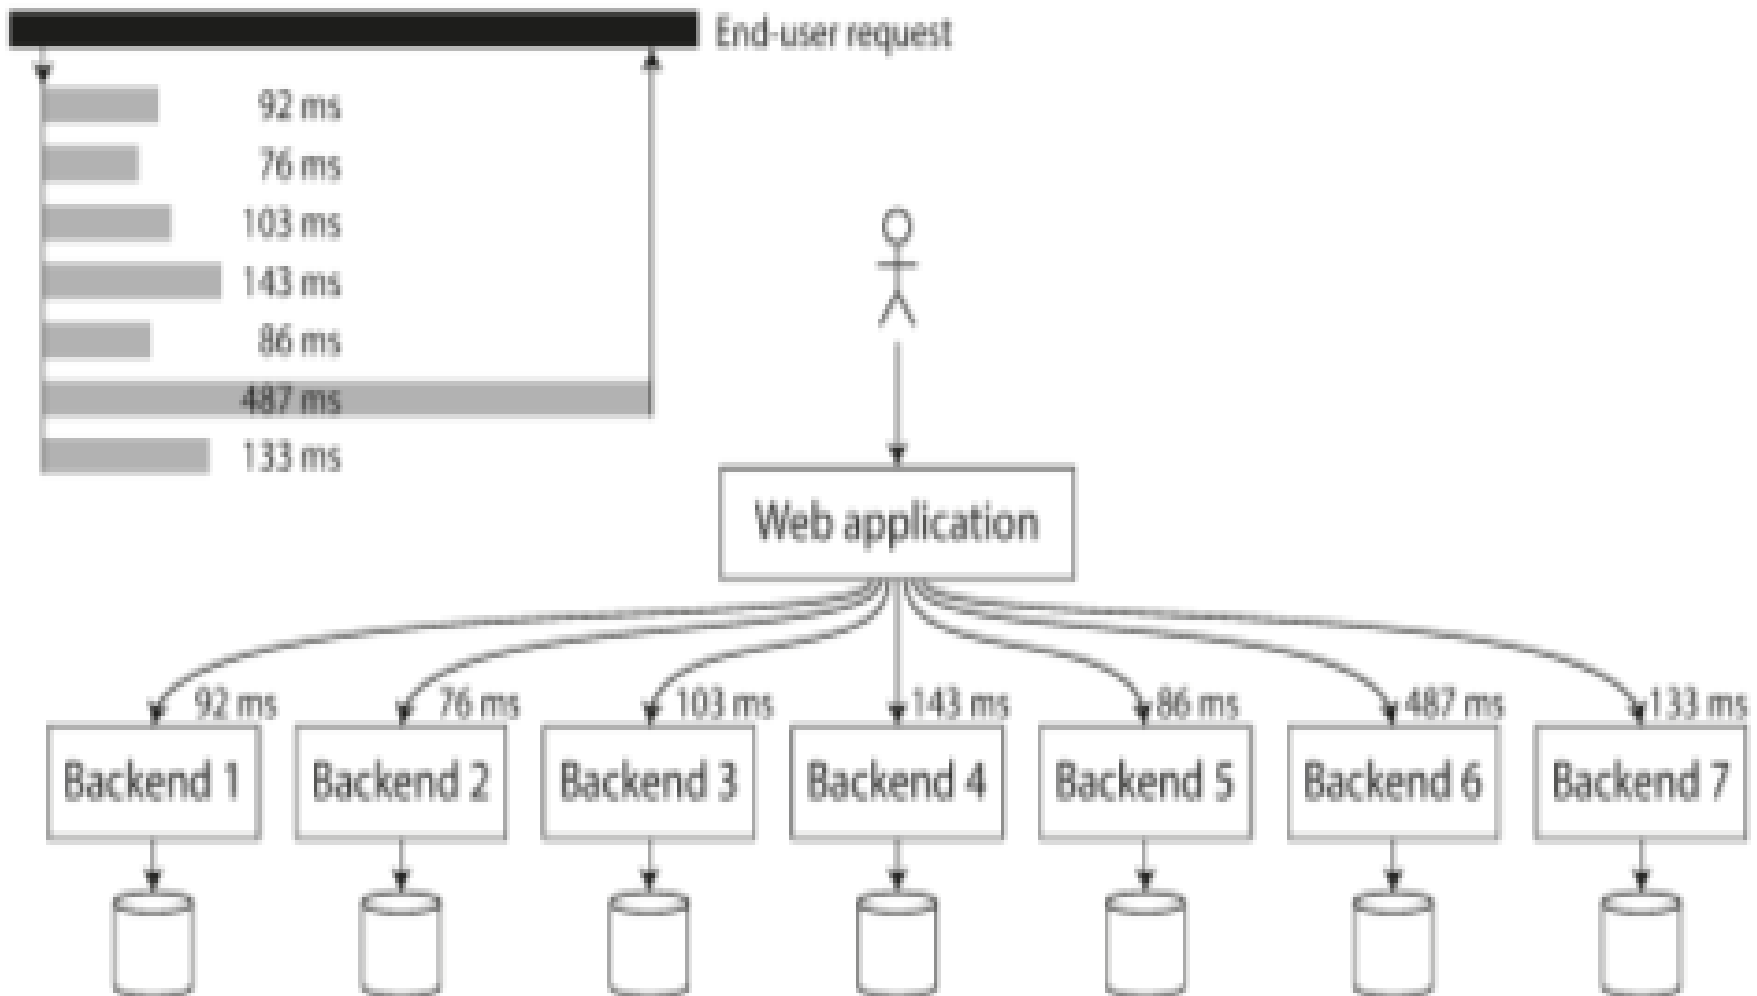 End-user request
92 ms
76 ms
103 ms
143 ms
86 ms
487 ms
133 ms
Web application
92 ms
76 ms
103 ms
143 ms
86 ms
487 ms
133 ms
Backend 1
Backend 2
Backend 3
Backend 4
Backend 5
Backend 6
Backend 7